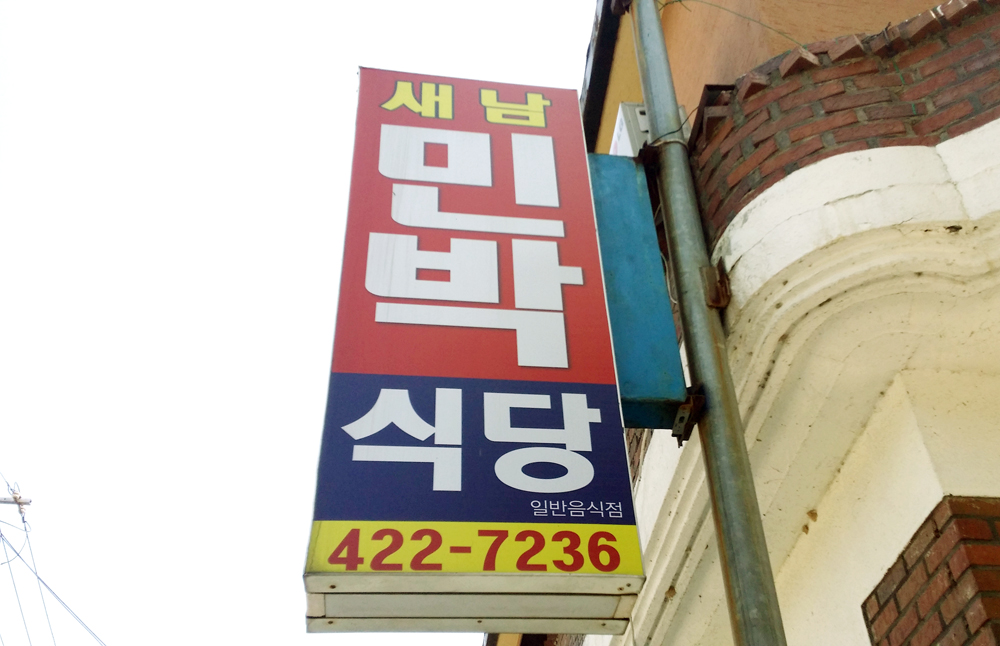 새남
민
박
식당
일반음식점
422-7236